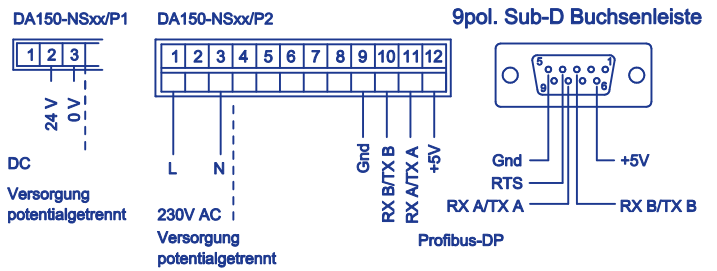 DA150-NSxx/P1
DA150-NSxx/P2
9pol. Sub-D Buchsenleiste
1 2 3
1 2 3 4 5 6 7 8 9 10 11 12
5 1
9 6
24 V
0 V
L
N
Gnd
RX B/TX B
RX A/TX A
+5V
Gnd
+5V
RTS
RX A/TX A
RX B/TX B
DC
Versorgung
potentialgetrennt
230V AC
Versorgung
potentialgetrennt
Profibus-DP